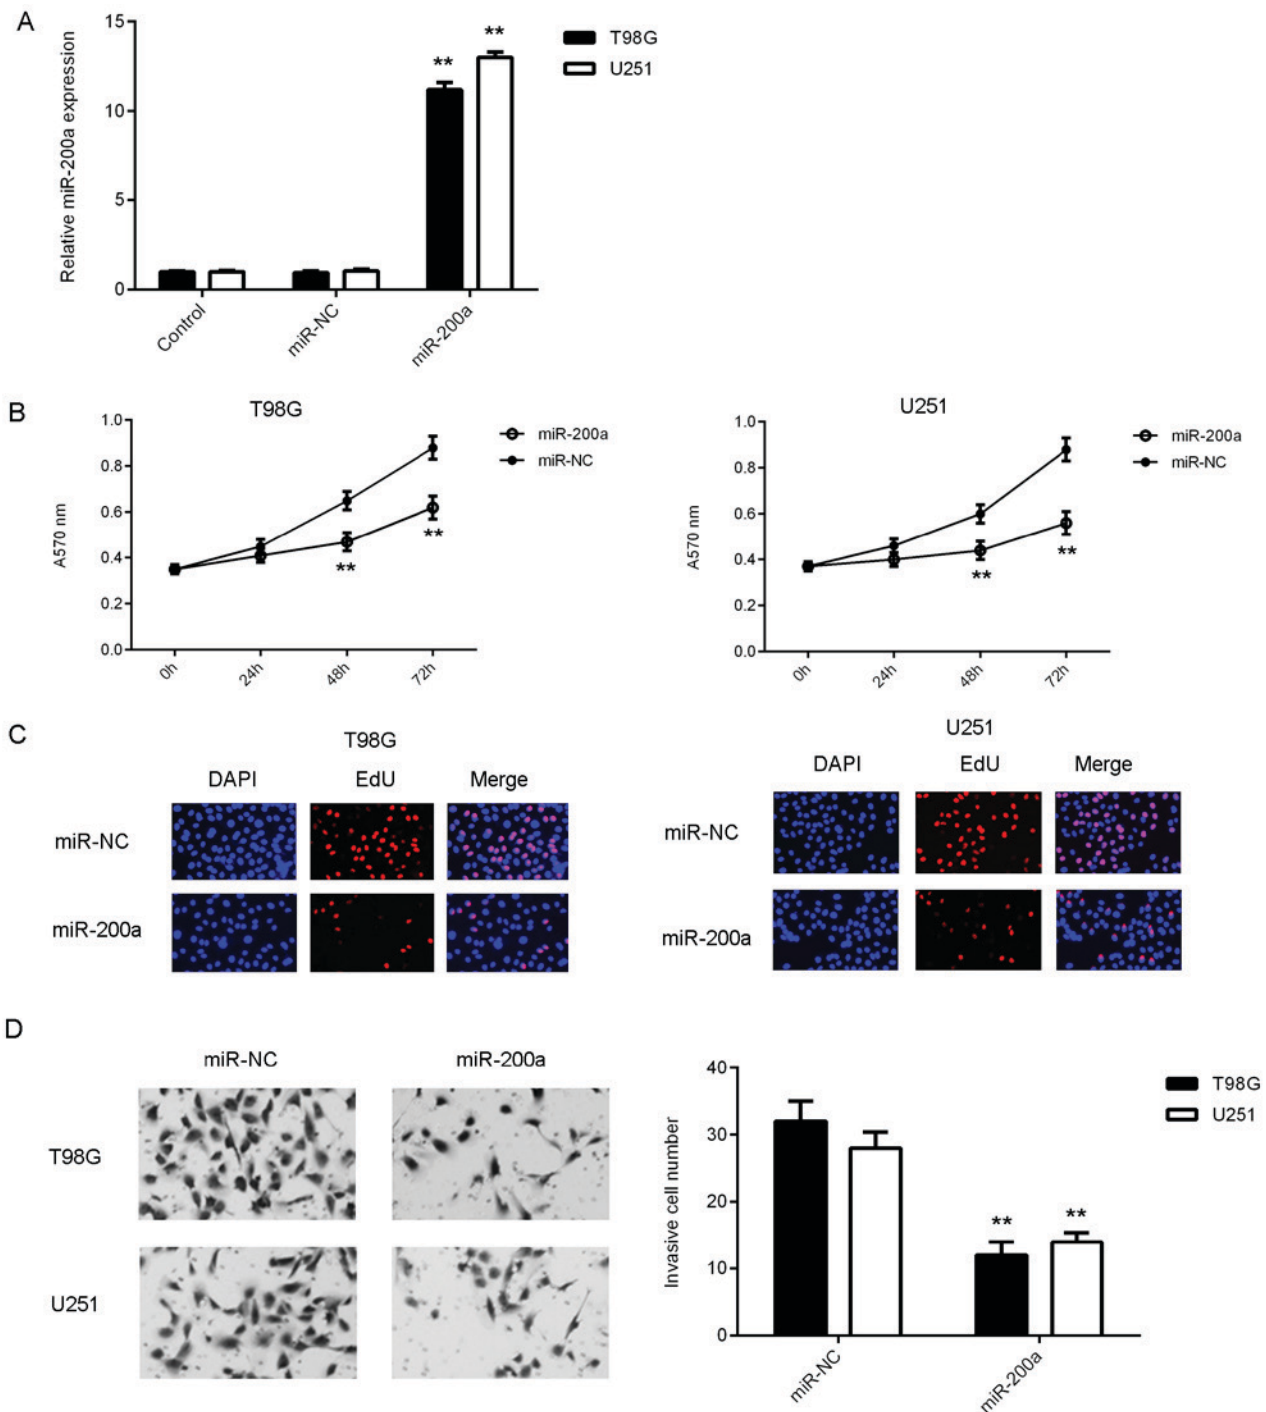 A
15
10
5
0
Relative miR-200a expression
**
**
T98G
U251
Control
miR-NC
miR-200a
B
T98G
1.0
0.8
0.6
0.4
0.2
0.0
A570 nm
**
**
0h
24h
48h
72h
miR-200a
miR-NC
U251
1.0
0.8
0.6
0.4
0.2
0.0
A570 nm
**
**
0h
24h
48h
72h
miR-200a
miR-NC
C
T98G
DAPI EdU Merge
miR-NC
miR-200a
U251
DAPI EdU Merge
miR-NC
miR-200a
D
miR-NC miR-200a
T98G
U251
40
30
20
10
0
Invasive cell number
**
**
T98G
U251
miR-NC
miR-200a